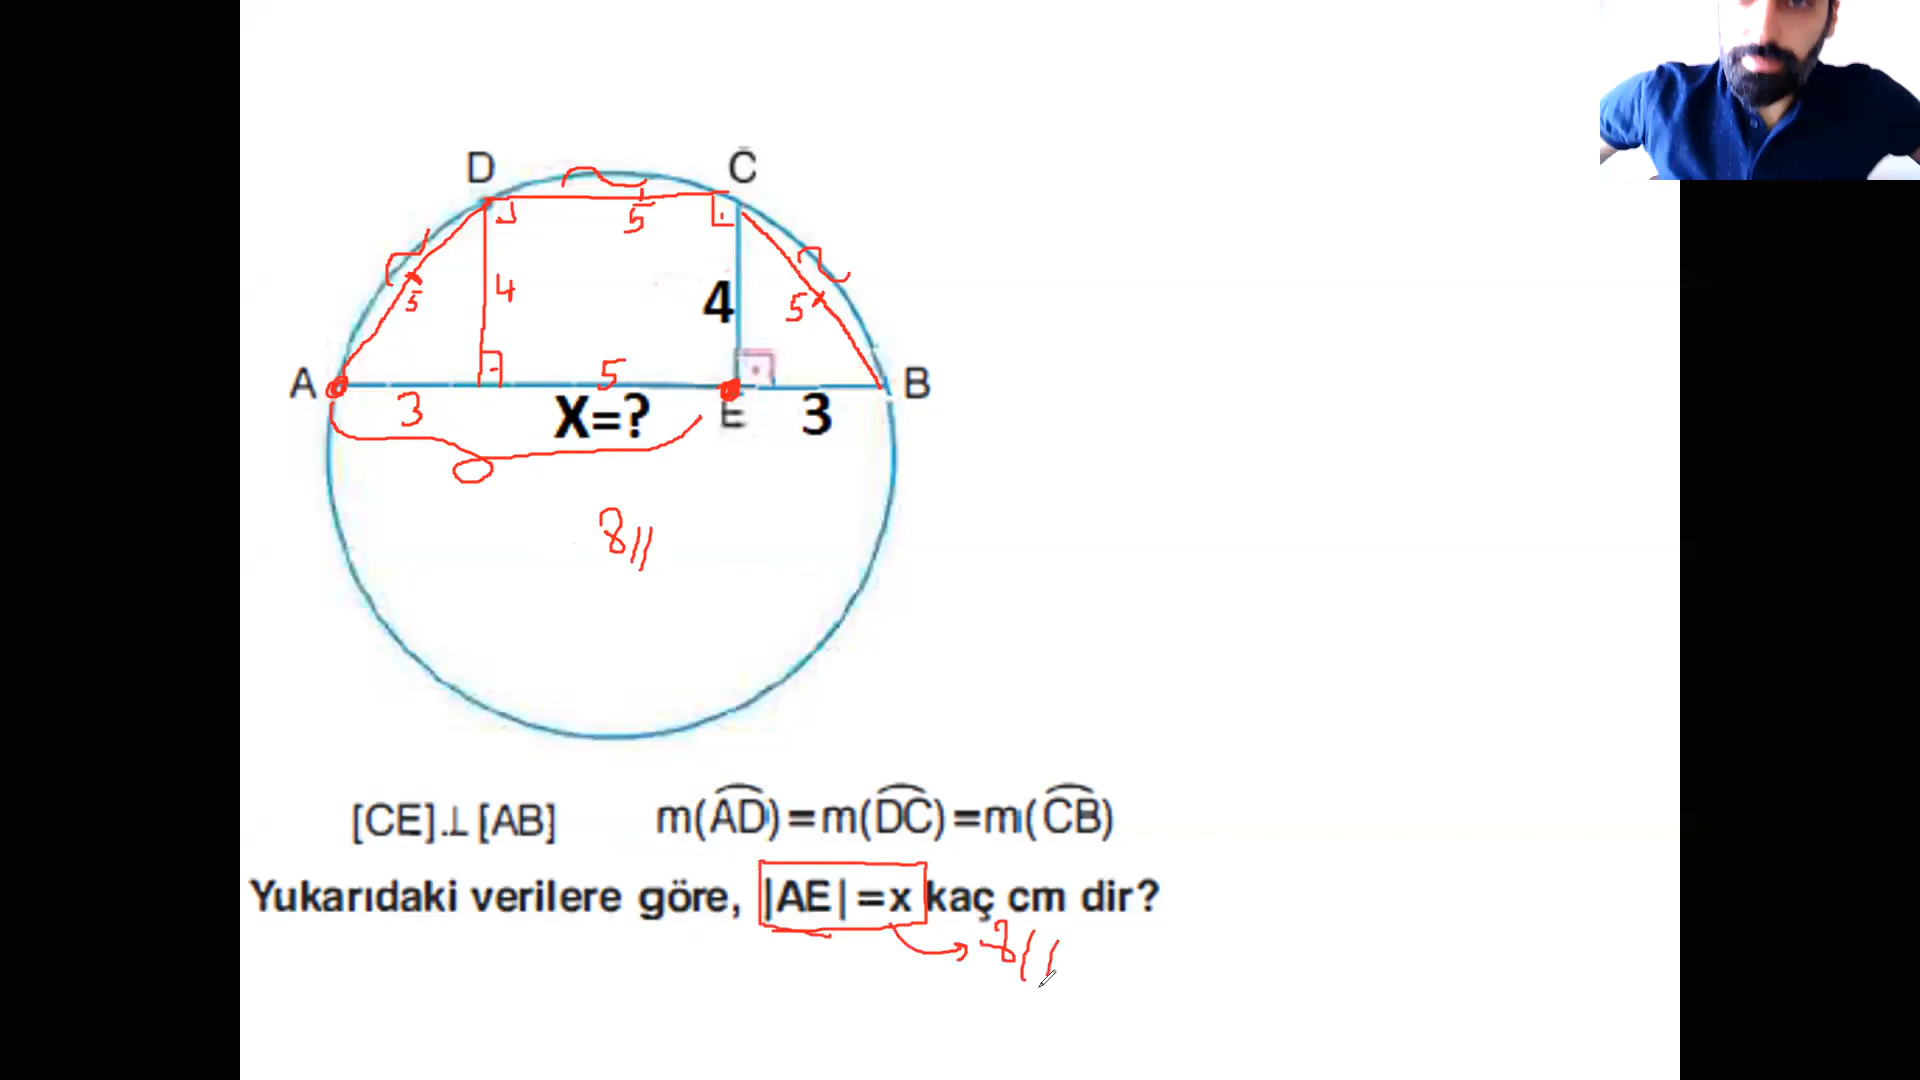 D C
5
5 4 4 5
A 5 B
3 X=? E 3
8//
[CE]⊥[AB] m(AD)=m(DC)=m(CB)
Yukarıdaki verilere göre, |AE|=x kaç cm dir?
8//